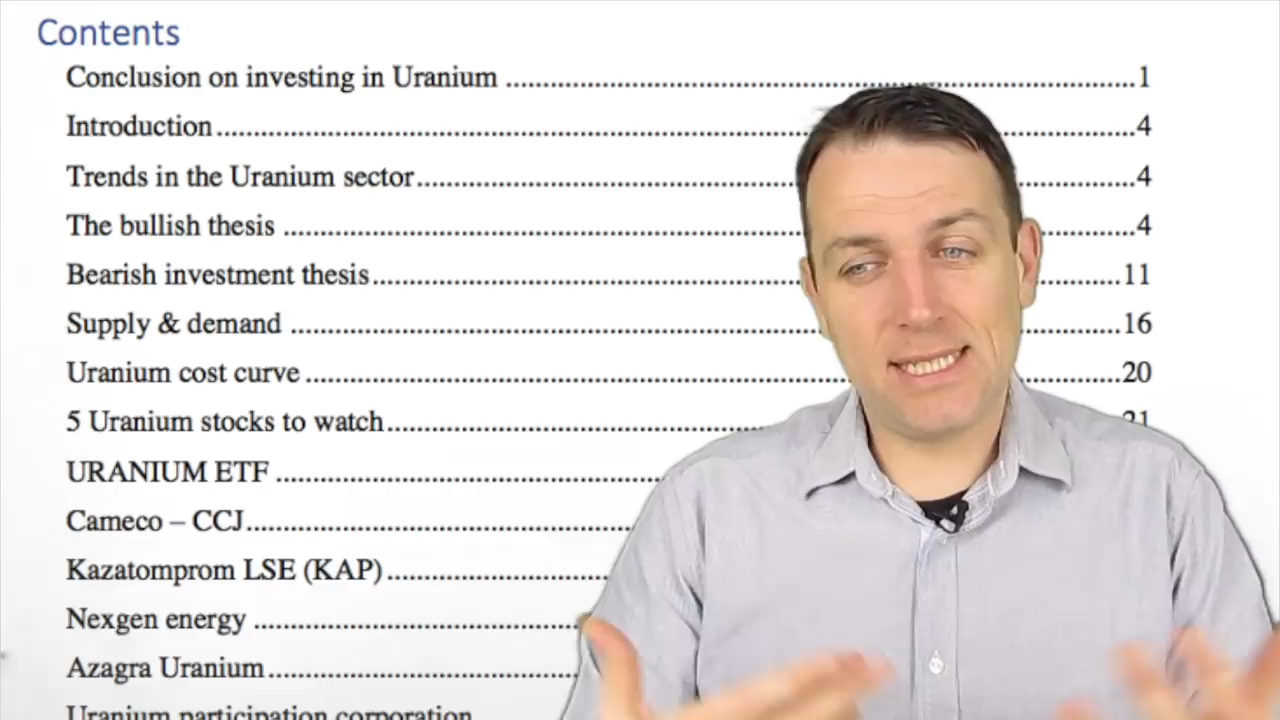 Contents
Conclusion on investing in Uranium ........ 1
Introduction ........ 4
Trends in the Uranium sector ........ 4
The bullish thesis ........ 4
Bearish investment thesis ........ 11
Supply & demand ........ 16
Uranium cost curve ........ 20
5 Uranium stocks to watch ........ 21
URANIUM ETF ........
Cameco – CCJ ........
Kazatomprom LSE (KAP) ........
Nexgen energy ........
Azagra Uranium ........
Uranium participation corporation